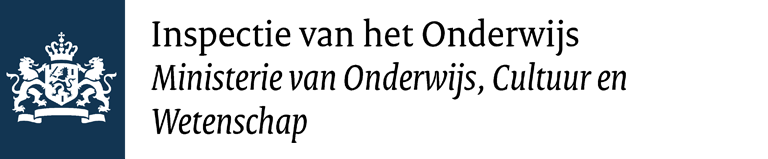 Inspectie van het Onderwijs
Ministerie van Onderwijs, Cultuur en
Wetenschap